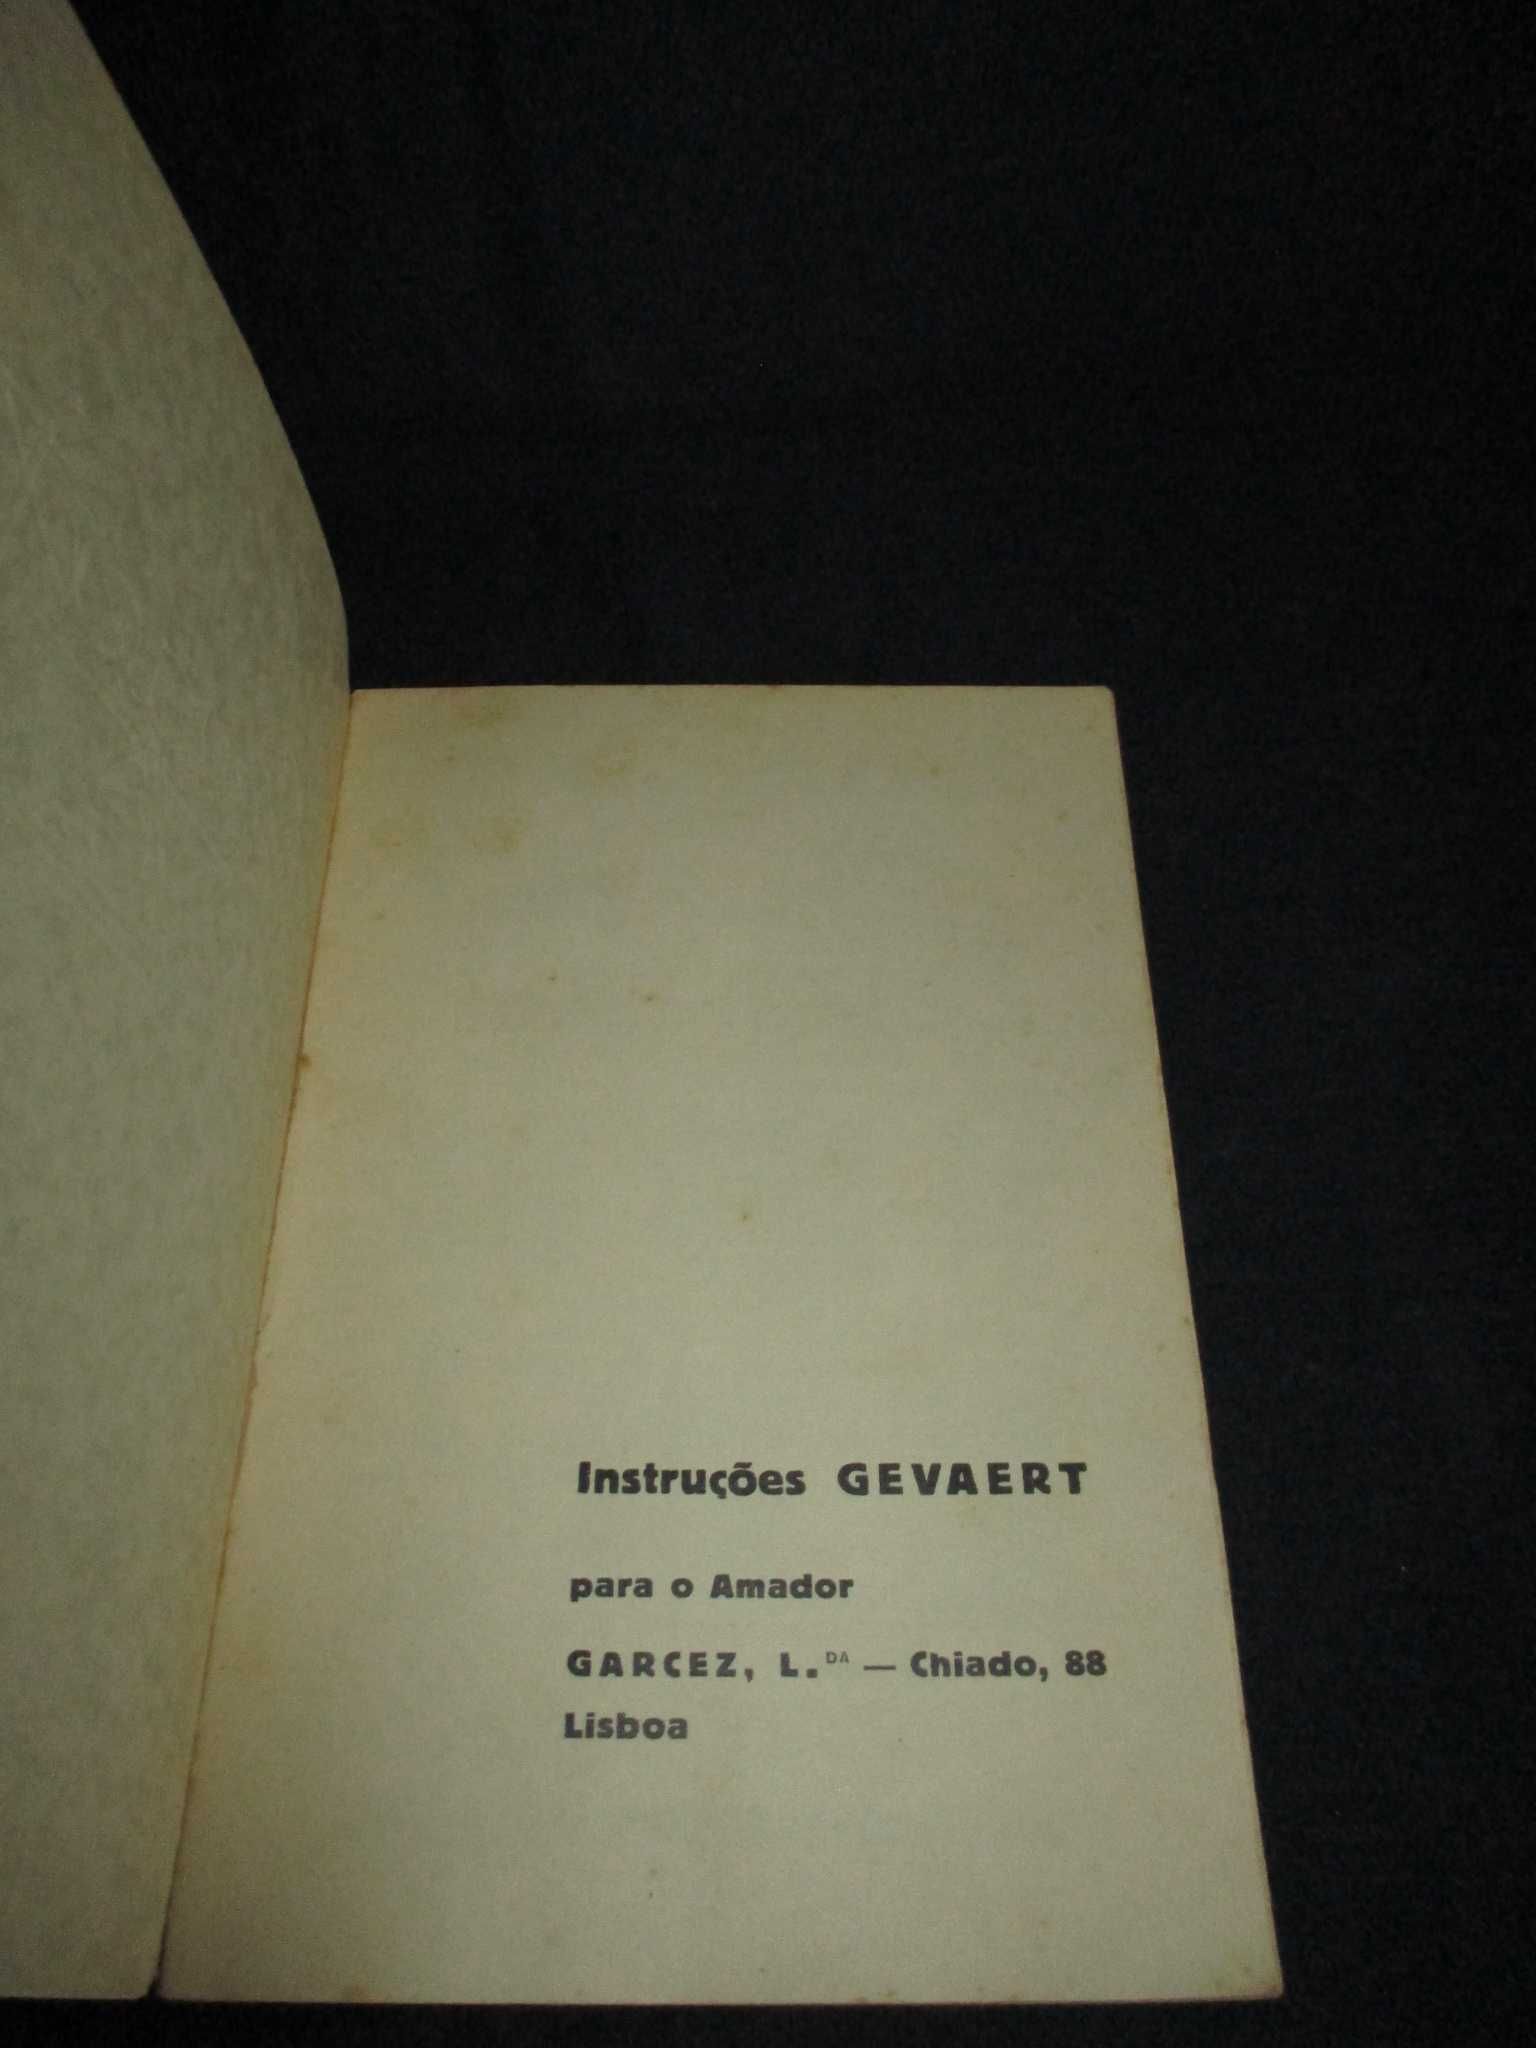 Instruções GEVAERT
para o Amador
GARCEZ, L.DA — Chiado, 88
Lisboa